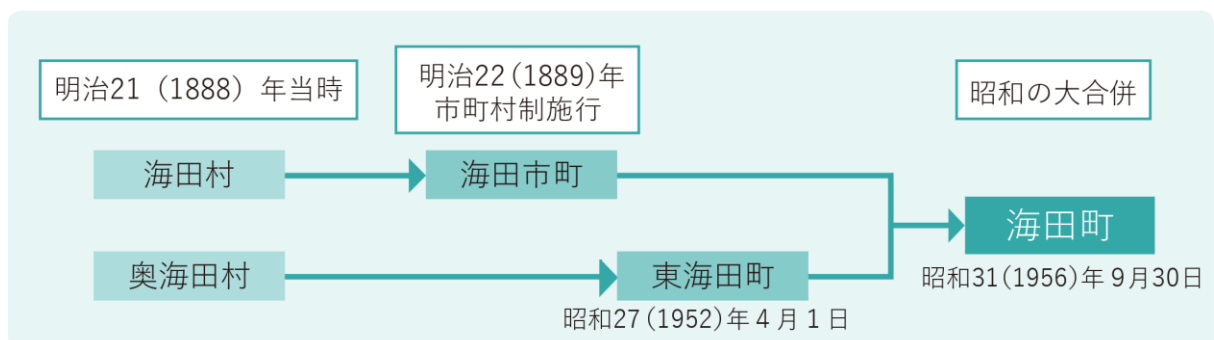 明治21（1888）年当時
明治22（1889）年
市町村制施行
昭和の大合併
海田村
海田市町
海田町
昭和31（1956）年9月30日
奥海田村
東海田町
昭和27（1952）年4月1日